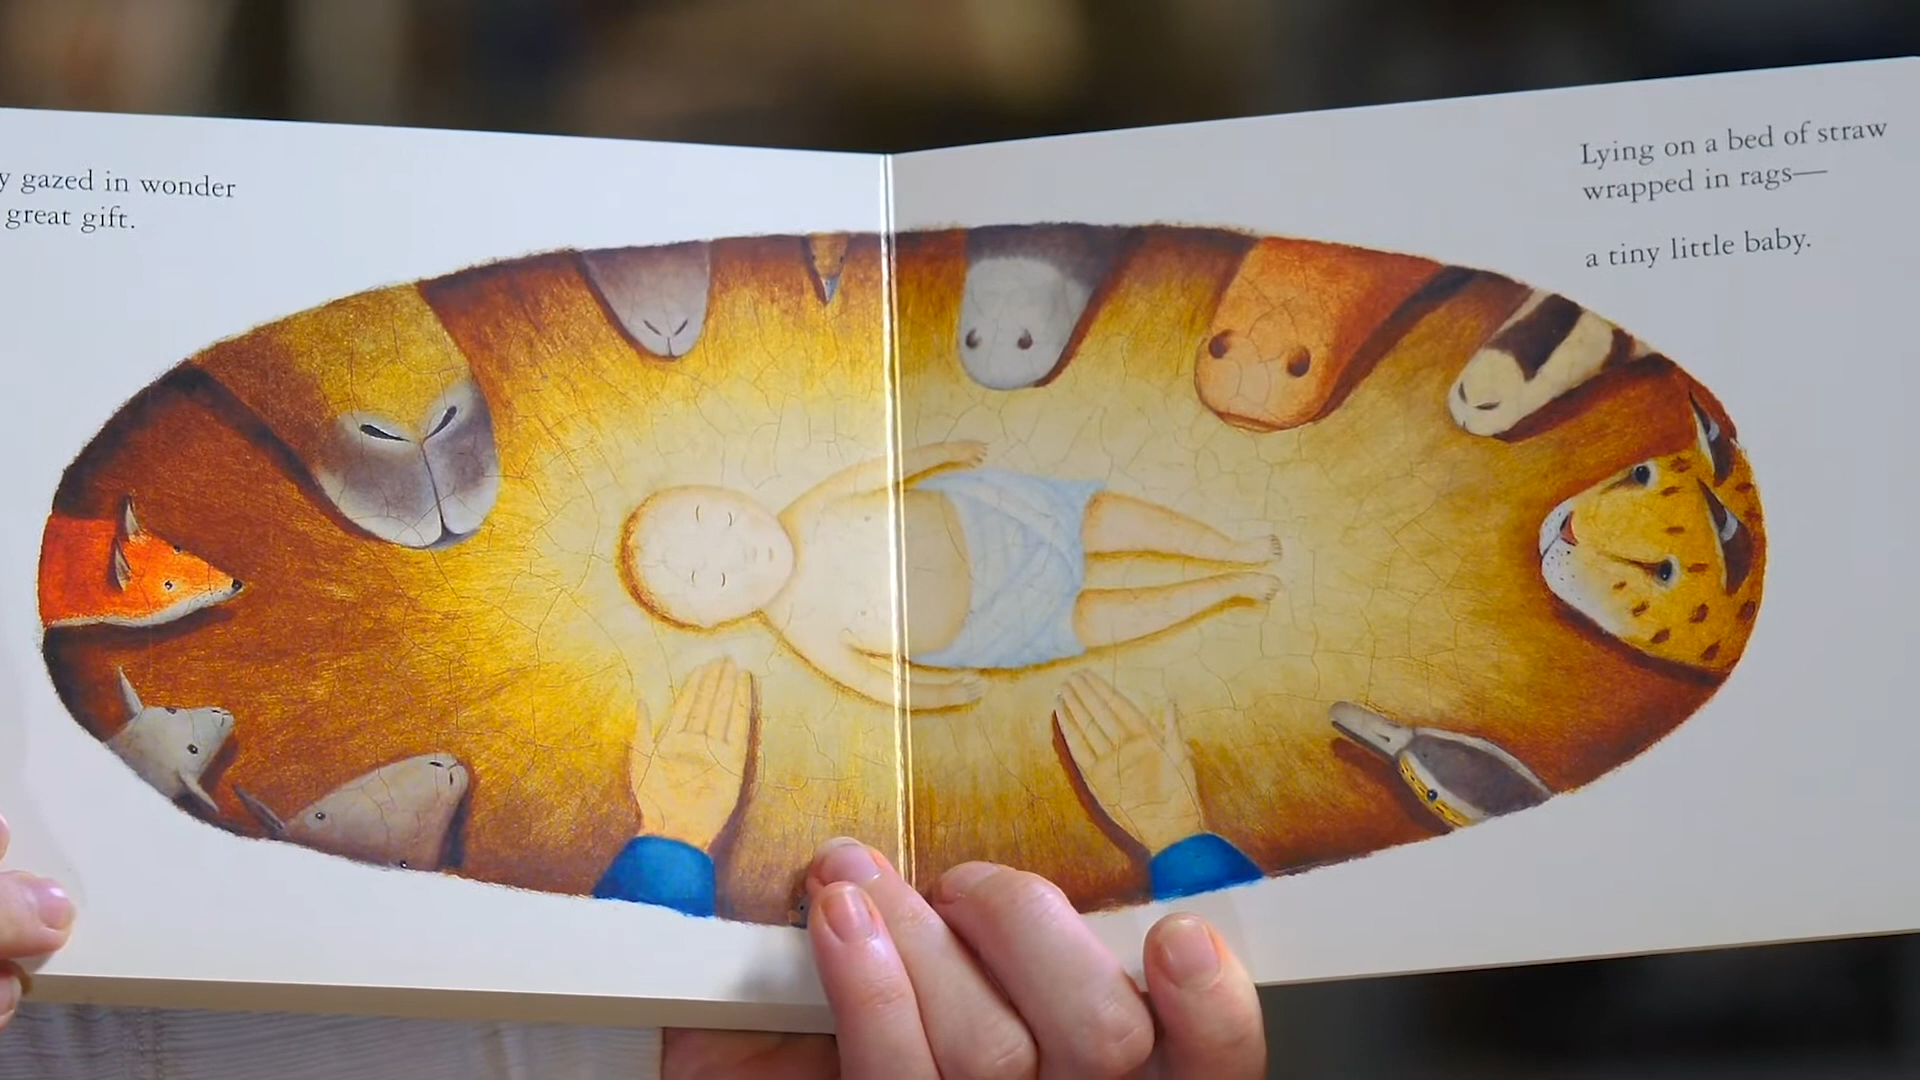 gazed in wonder
great gift.
Lying on a bed of straw
wrapped in rags—
a tiny little baby.